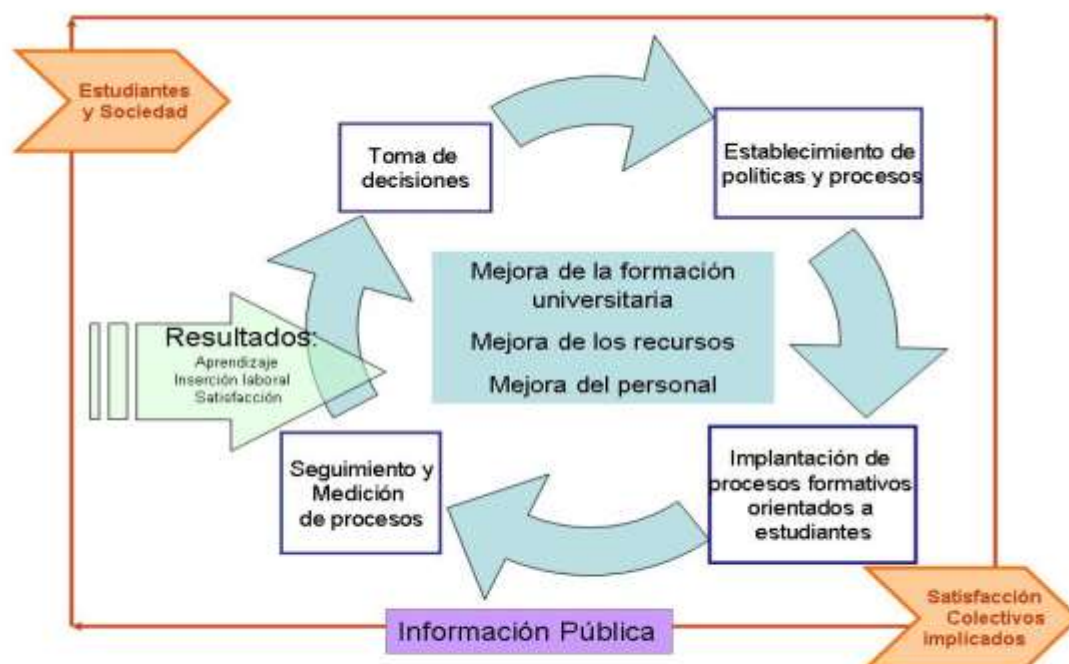 Estudiantes
y Sociedad
Toma de
decisiones
Establecimiento de
políticas y procesos
Mejora de la formación
universitaria
Mejora de los recursos
Mejora del personal
Resultados:
Aprendizaje
Inserción laboral
Satisfacción
Seguimiento y
Medición
de procesos
Implantación de
procesos formativos
orientados a
estudiantes
Información Pública
Satisfacción
Colectivos
implicados